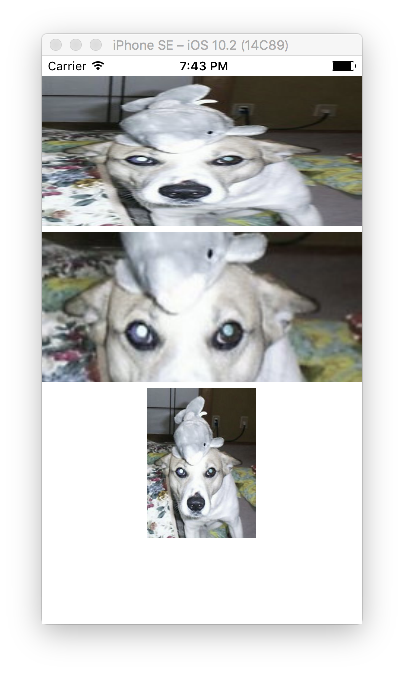 iPhone SE – iOS 10.2 (14C89)
Carrier 7:43 PM